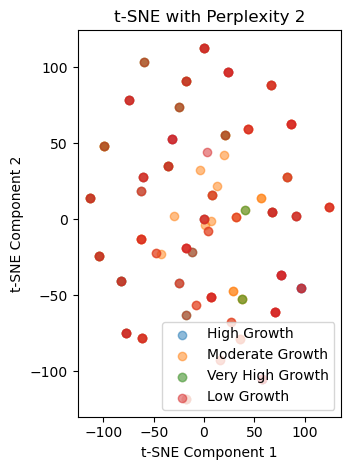 t-SNE with Perplexity 2
100
50
0
−50
−100
t-SNE Component 2
High Growth
Moderate Growth
Very High Growth
Low Growth
−100 −50 0 50 100
t-SNE Component 1